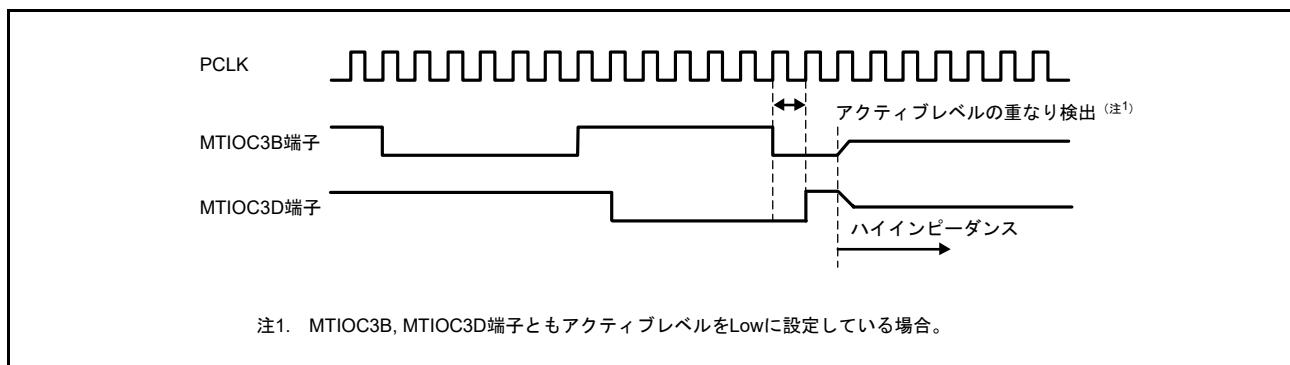 PCLK
アクティブレベルの重なり検出（注1）
MTIOC3B端子
MTIOC3D端子
ハイインピーダンス
注1. MTIOC3B, MTIOC3D端子ともアクティブレベルをLowに設定している場合。